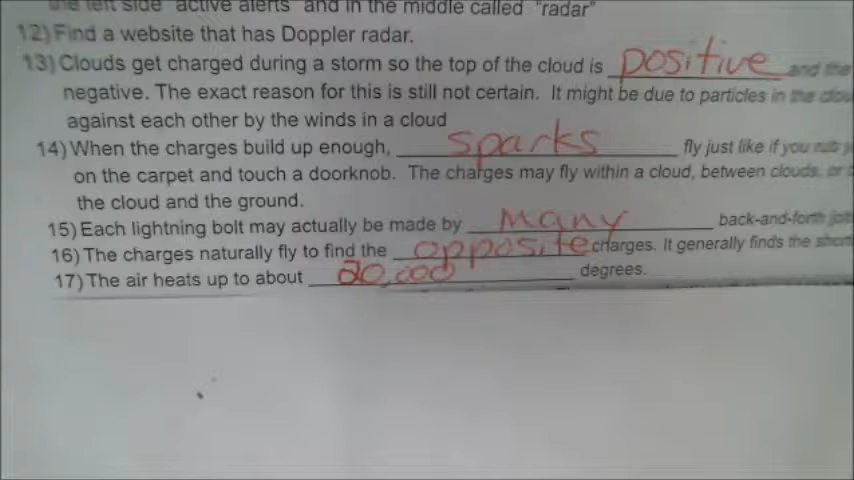 the left side "active alerts" and in the middle called "radar"
12) Find a website that has Doppler radar.
13) Clouds get charged during a storm so the top of the cloud is positive and the
negative. The exact reason for this is still not certain. It might be due to particles in the
against each other by the winds in a cloud
14) When the charges build up enough, sparks fly just like if you rub
on the carpet and touch a doorknob. The charges may fly within a cloud, between clouds, or
the cloud and the ground.
15) Each lightning bolt may actually be made by many back-and-forth
16) The charges naturally fly to find the opposite charges. It generally finds the
17) The air heats up to about 20,000 degrees.